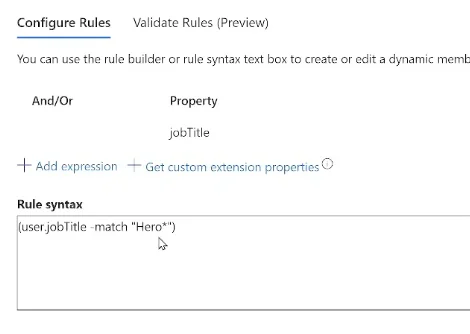 Configure Rules Validate Rules (Preview)
You can use the rule builder or rule syntax text box to create or edit a dynamic memb
And/Or Property
jobTitle
+ Add expression + Get custom extension properties
Rule syntax
(user.jobTitle -match "Hero*")